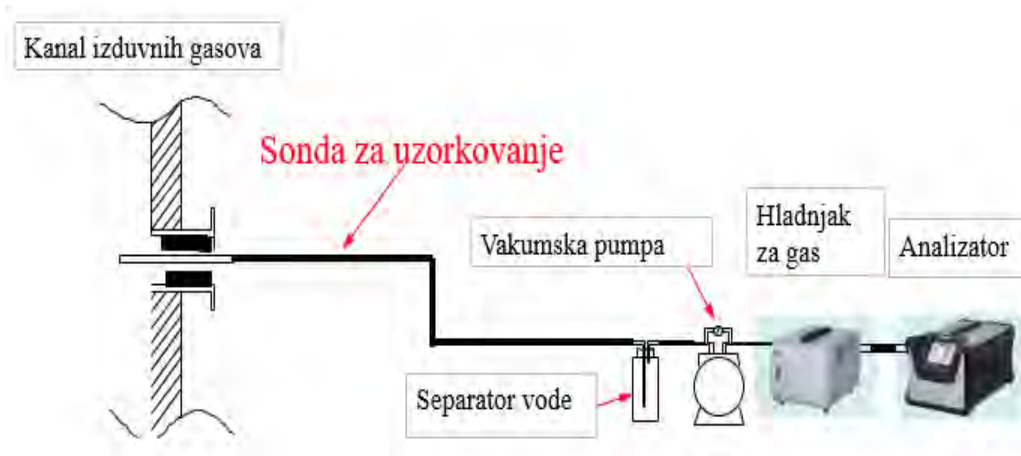 Kanal izduvnih gasova
Sonda za uzorkovanje
Vakumska pumpa
Hladnjak
za gas
Analizator
Separator vode